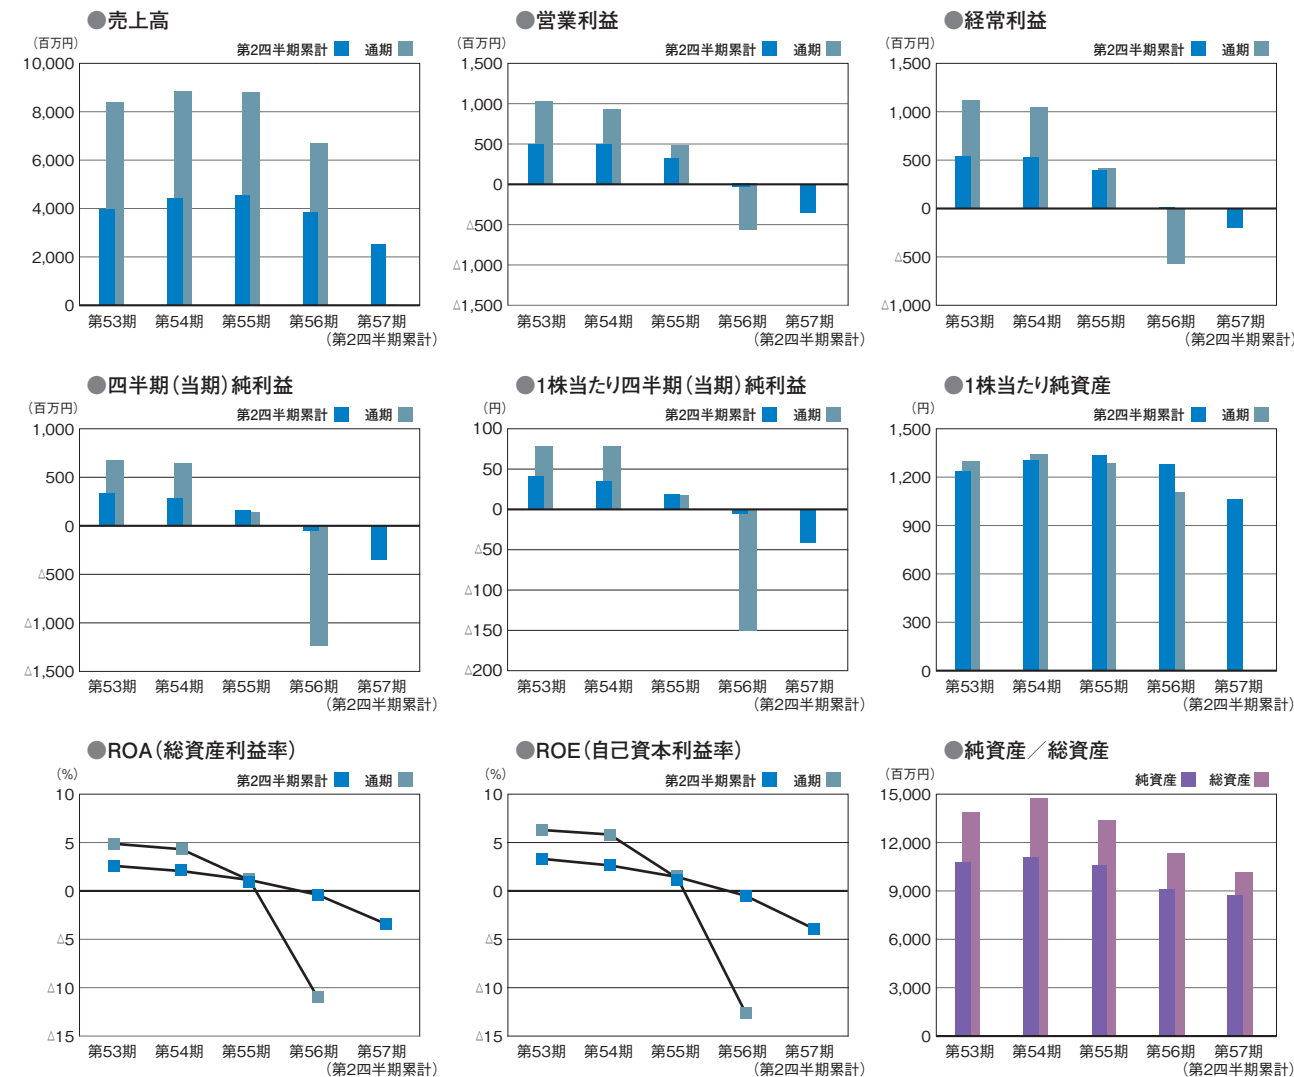 ●売上高
（百万円）
第2四半期累計 通期
10,000
8,000
6,000
4,000
2,000
0
第53期 第54期 第55期 第56期 第57期
（第2四半期累計）
●営業利益
（百万円）
第2四半期累計 通期
1,500
1,000
500
0
△500
△1,000
△1,500
第53期 第54期 第55期 第56期 第57期
（第2四半期累計）
●経常利益
（百万円）
第2四半期累計 通期
1,500
1,000
500
0
△500
△1,000
第53期 第54期 第55期 第56期 第57期
（第2四半期累計）
●四半期（当期）純利益
（百万円）
第2四半期累計 通期
1,000
500
0
△500
△1,000
△1,500
第53期 第54期 第55期 第56期 第57期
（第2四半期累計）
●1株当たり四半期（当期）純利益
（円）
第2四半期累計 通期
100
50
0
△50
△100
△150
△200
第53期 第54期 第55期 第56期 第57期
（第2四半期累計）
●1株当たり純資産
（円）
第2四半期累計 通期
1,500
1,200
900
600
300
0
第53期 第54期 第55期 第56期 第57期
（第2四半期累計）
●ROA（総資産利益率）
（%）
第2四半期累計 通期
10
5
0
△5
△10
△15
第53期 第54期 第55期 第56期 第57期
（第2四半期累計）
●ROE（自己資本利益率）
（%）
第2四半期累計 通期
10
5
0
△5
△10
△15
第53期 第54期 第55期 第56期 第57期
（第2四半期累計）
●純資産／総資産
（百万円）
純資産 総資産
15,000
12,000
9,000
6,000
3,000
0
第53期 第54期 第55期 第56期 第57期
（第2四半期累計）